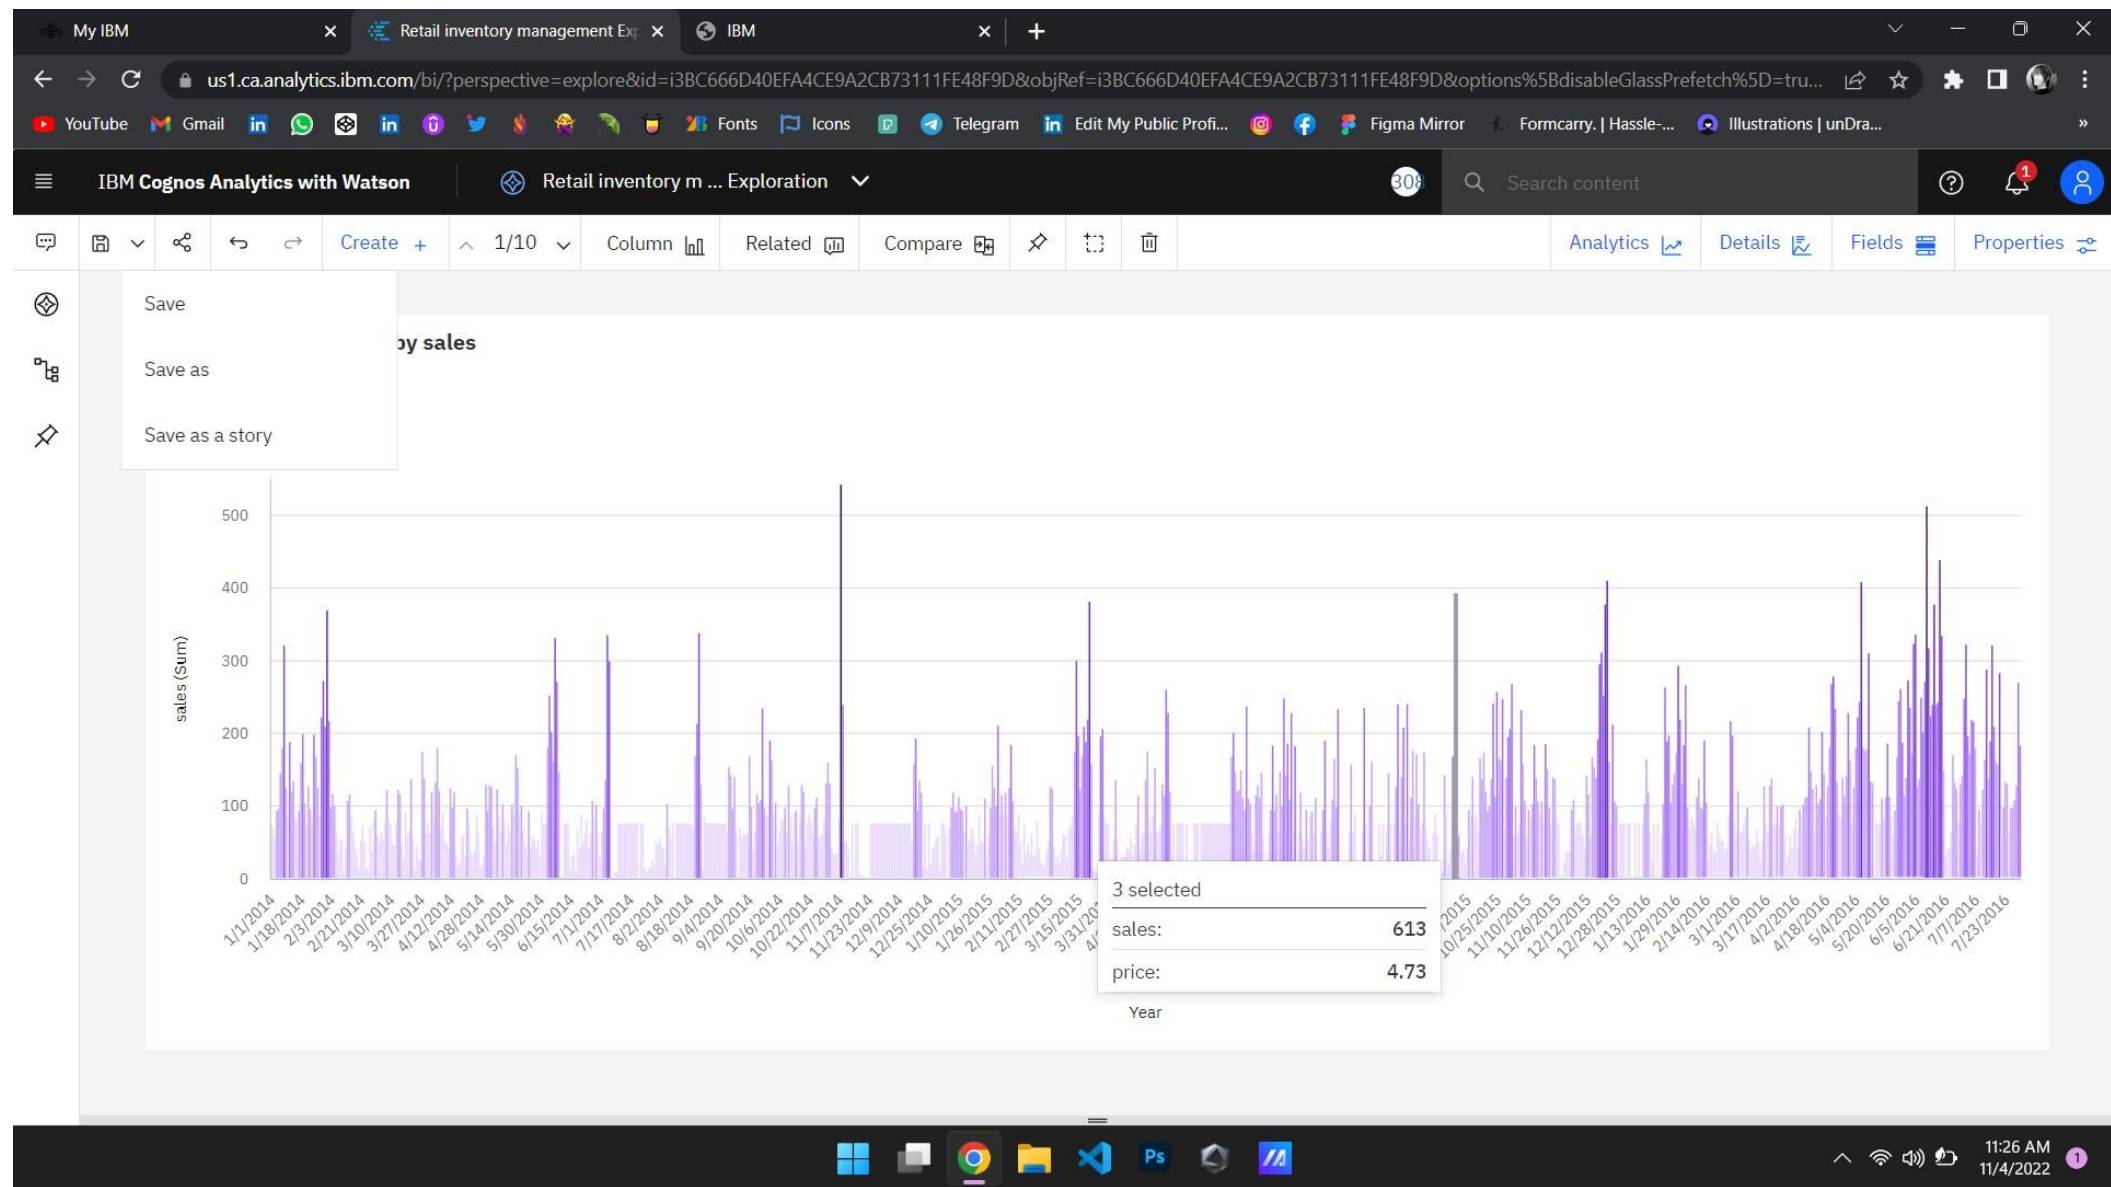 My IBM
Retail inventory management Exp
IBM
us1.ca.analytics.ibm.com/bi/?perspective=explore&id=i3BC666D40EFA4CE9A2CB73111FE48F9D&objRef=i3BC666D40EFA4CE9A2CB73111FE48F9D&options%5BdisableGlassPrefetch%5D=tru...
YouTube Gmail Fonts Icons Telegram Edit My Public Profi... Figma Mirror Formcarry. | Hassle-... Illustrations | unDra... »
IBM Cognos Analytics with Watson
Retail inventory m ... Exploration
308
Search content
1
Create + 1/10 Column Related Compare Analytics Details Fields Properties
Save
Save as
Save as a story
by sales
sales (Sum)
500
400
300
200
100
0
1/1/2014 1/18/2014 2/3/2014 2/21/2014 3/10/2014 3/27/2014 4/12/2014 4/28/2014 5/14/2014 5/30/2014 6/15/2014 7/1/2014 7/17/2014 8/2/2014 8/18/2014 9/4/2014 9/20/2014 10/6/2014 10/22/2014 11/7/2014 11/23/2014 12/9/2014 12/25/2014 1/10/2015 1/26/2015 2/11/2015 2/27/2015 3/15/2015 10/25/2015 11/10/2015 11/26/2015 12/12/2015 12/28/2015 1/13/2016 1/29/2016 2/14/2016 3/1/2016 3/17/2016 4/2/2016 4/18/2016 5/4/2016 5/20/2016 6/5/2016 6/21/2016 7/7/2016 7/23/2016
3 selected
sales: 613
price: 4.73
Year
Ps
11:26 AM
11/4/2022
1